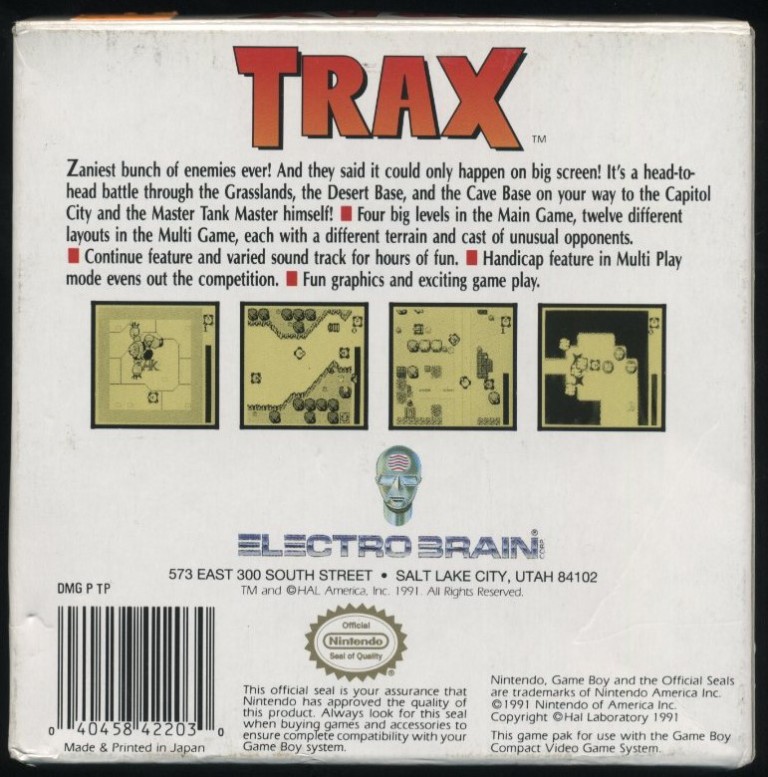 TRAX
TM
Zaniest bunch of enemies ever! And they said it could only happen on big screen! It's a head-to-
head battle through the Grasslands, the Desert Base, and the Cave Base on your way to the Capitol
City and the Master Tank Master himself! ■ Four big levels in the Main Game, twelve different
layouts in the Multi Game, each with a different terrain and cast of unusual opponents.
■ Continue feature and varied sound track for hours of fun. ■ Handicap feature in Multi Play
mode evens out the competition. ■ Fun graphics and exciting game play.
ELECTRO BRAIN® CORP
573 EAST 300 SOUTH STREET • SALT LAKE CITY, UTAH 84102
TM and ©HAL America, Inc. 1991. All Rights Reserved.
DMG P TP
0 40458 42203 0
Made & Printed in Japan
Official
Nintendo
Seal of Quality
®
This official seal is your assurance that
Nintendo has approved the quality of
this product. Always look for this seal
when buying games and accessories to
ensure complete compatibility with your
Game Boy system.
Nintendo, Game Boy and the Official Seals
are trademarks of Nintendo America Inc.
©1991 Nintendo of America Inc.
Copyright ©Hal Laboratory 1991
This game pak for use with the Game Boy
Compact Video Game System.